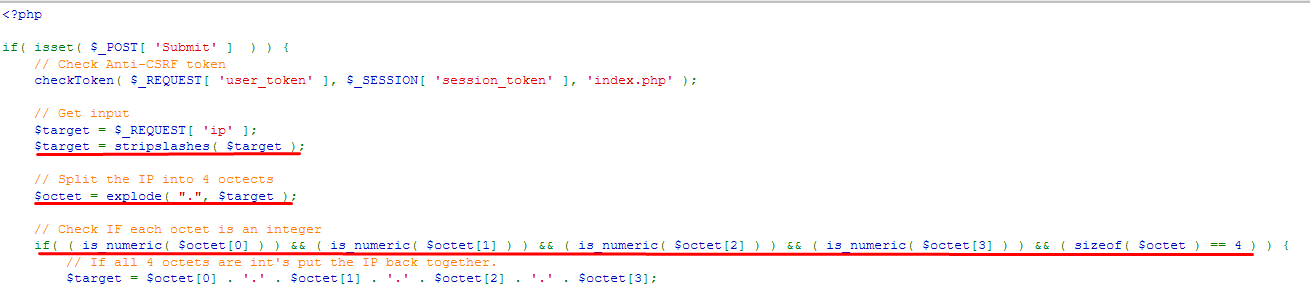 <?php
if( isset( $_POST[ 'Submit' ]  ) ) {
// Check Anti-CSRF token
checkToken( $_REQUEST[ 'user_token' ], $_SESSION[ 'session_token' ], 'index.php' );
// Get input
$target = $_REQUEST[ 'ip' ];
$target = stripslashes( $target );
// Split the IP into 4 octects
$octet = explode( ".", $target );
// Check IF each octet is an integer
if( ( is_numeric( $octet[0] ) ) && ( is_numeric( $octet[1] ) ) && ( is_numeric( $octet[2] ) ) && ( is_numeric( $octet[3] ) ) && ( sizeof( $octet ) == 4 ) ) {
// If all 4 octets are int's put the IP back together.
$target = $octet[0] . '.' . $octet[1] . '.' . $octet[2] . '.' . $octet[3];